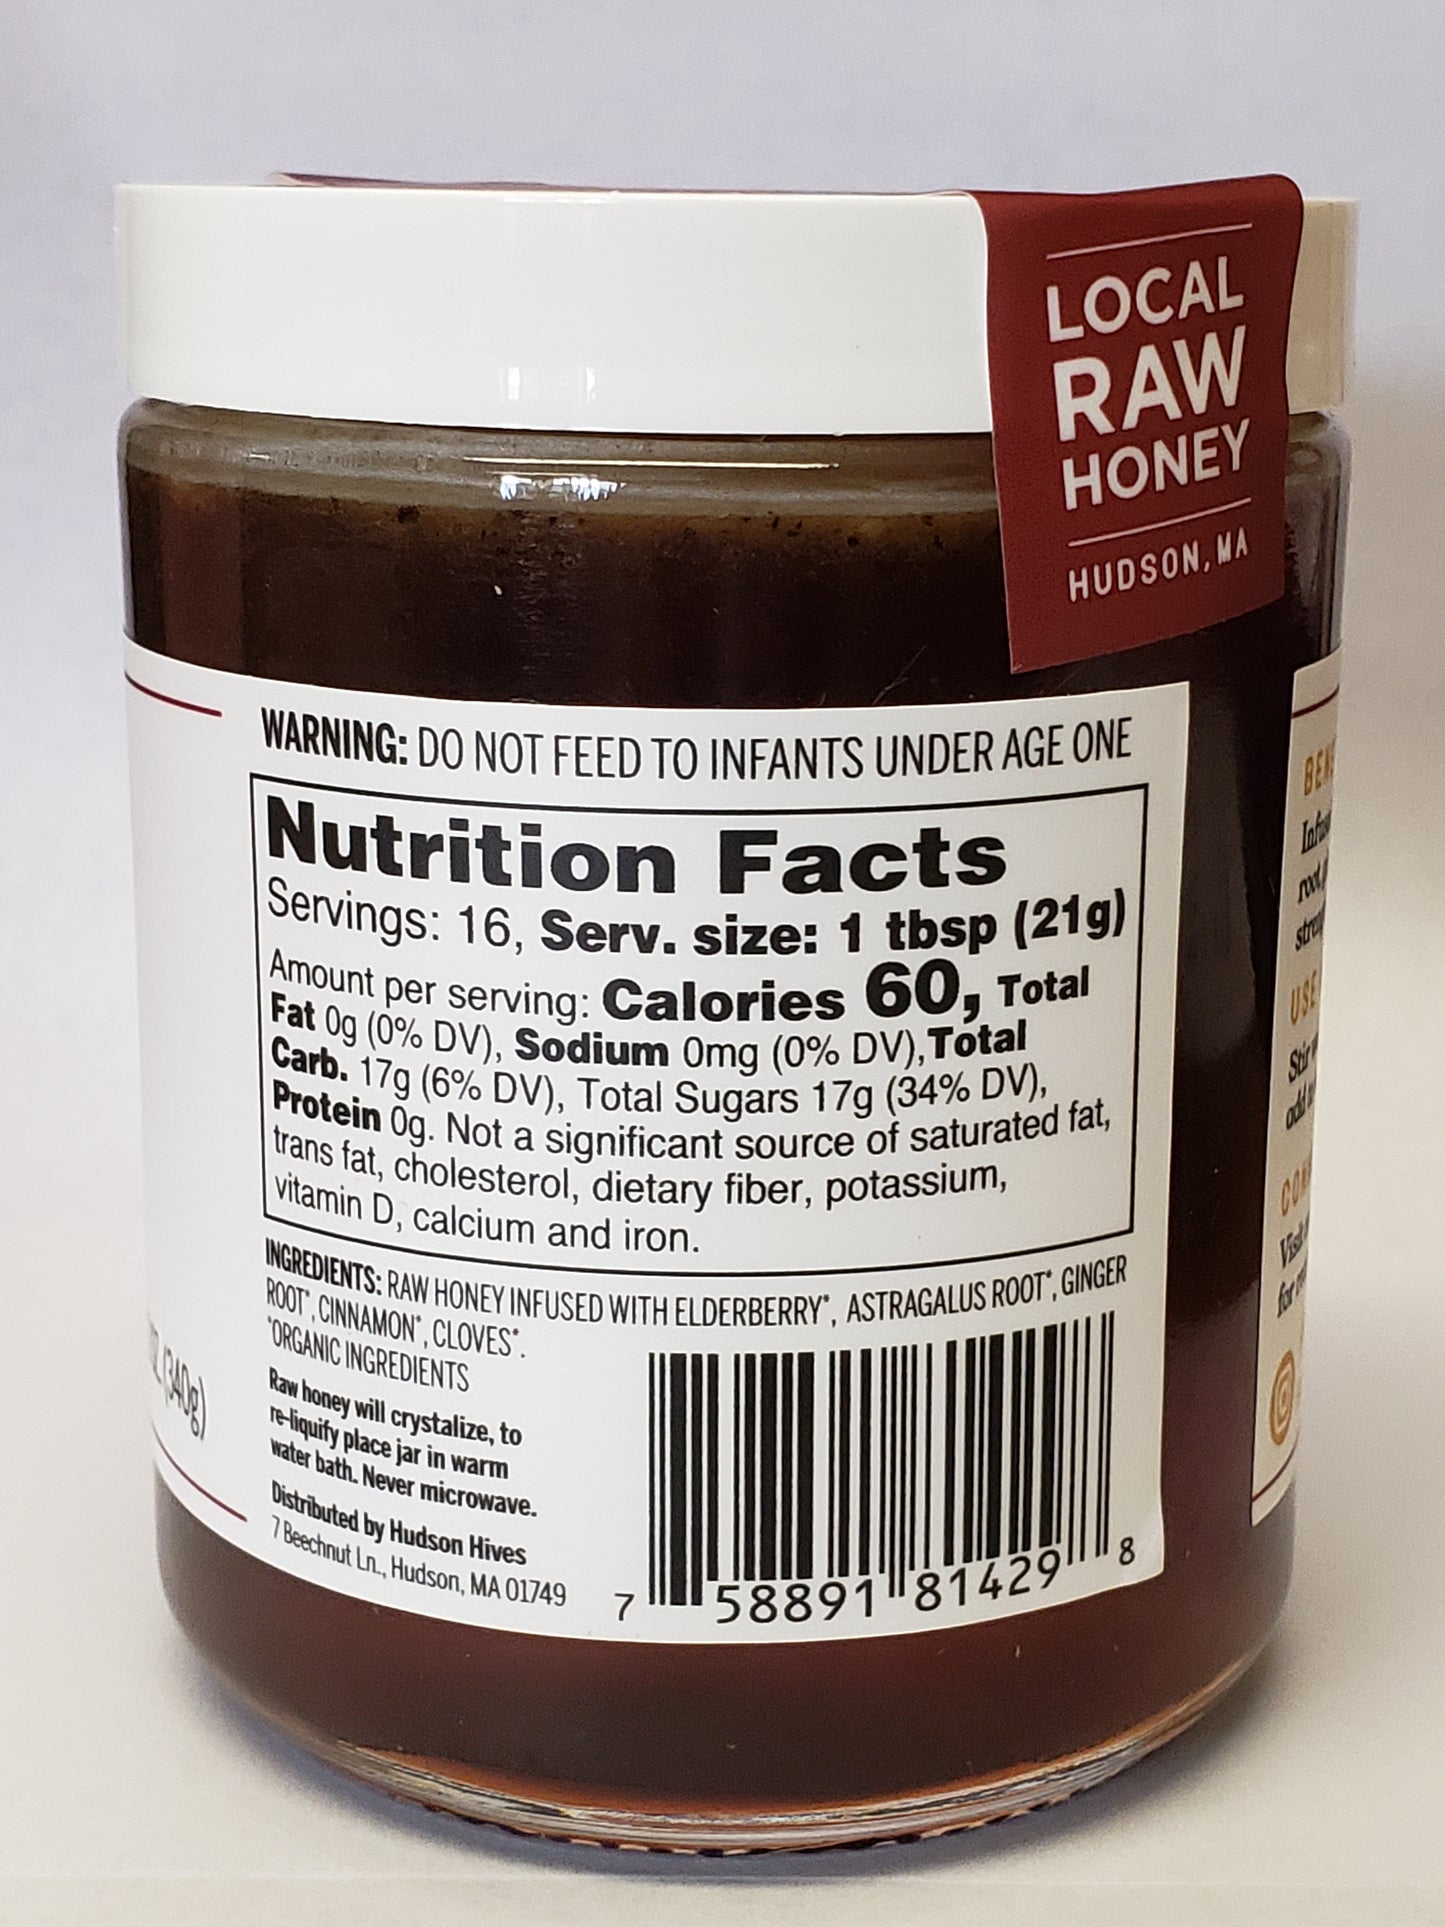 LOCAL
RAW
HONEY
HUDSON, MA
WARNING: DO NOT FEED TO INFANTS UNDER AGE ONE
Nutrition Facts
Servings: 16, Serv. size: 1 tbsp (21g)
Amount per serving: Calories 60, Total
Fat 0g (0% DV), Sodium 0mg (0% DV),Total
Carb. 17g (6% DV), Total Sugars 17g (34% DV),
Protein 0g. Not a significant source of saturated fat,
trans fat, cholesterol, dietary fiber, potassium,
vitamin D, calcium and iron.
INGREDIENTS: RAW HONEY INFUSED WITH ELDERBERRY*, ASTRAGALUS ROOT*, GINGER
ROOT*, CINNAMON*, CLOVES*.
*ORGANIC INGREDIENTS
Raw honey will crystalize, to
re-liquify place jar in warm
water bath. Never microwave.
Distributed by Hudson Hives
7 Beechnut Ln., Hudson, MA 01749
7 58891 81429 8
(340g)